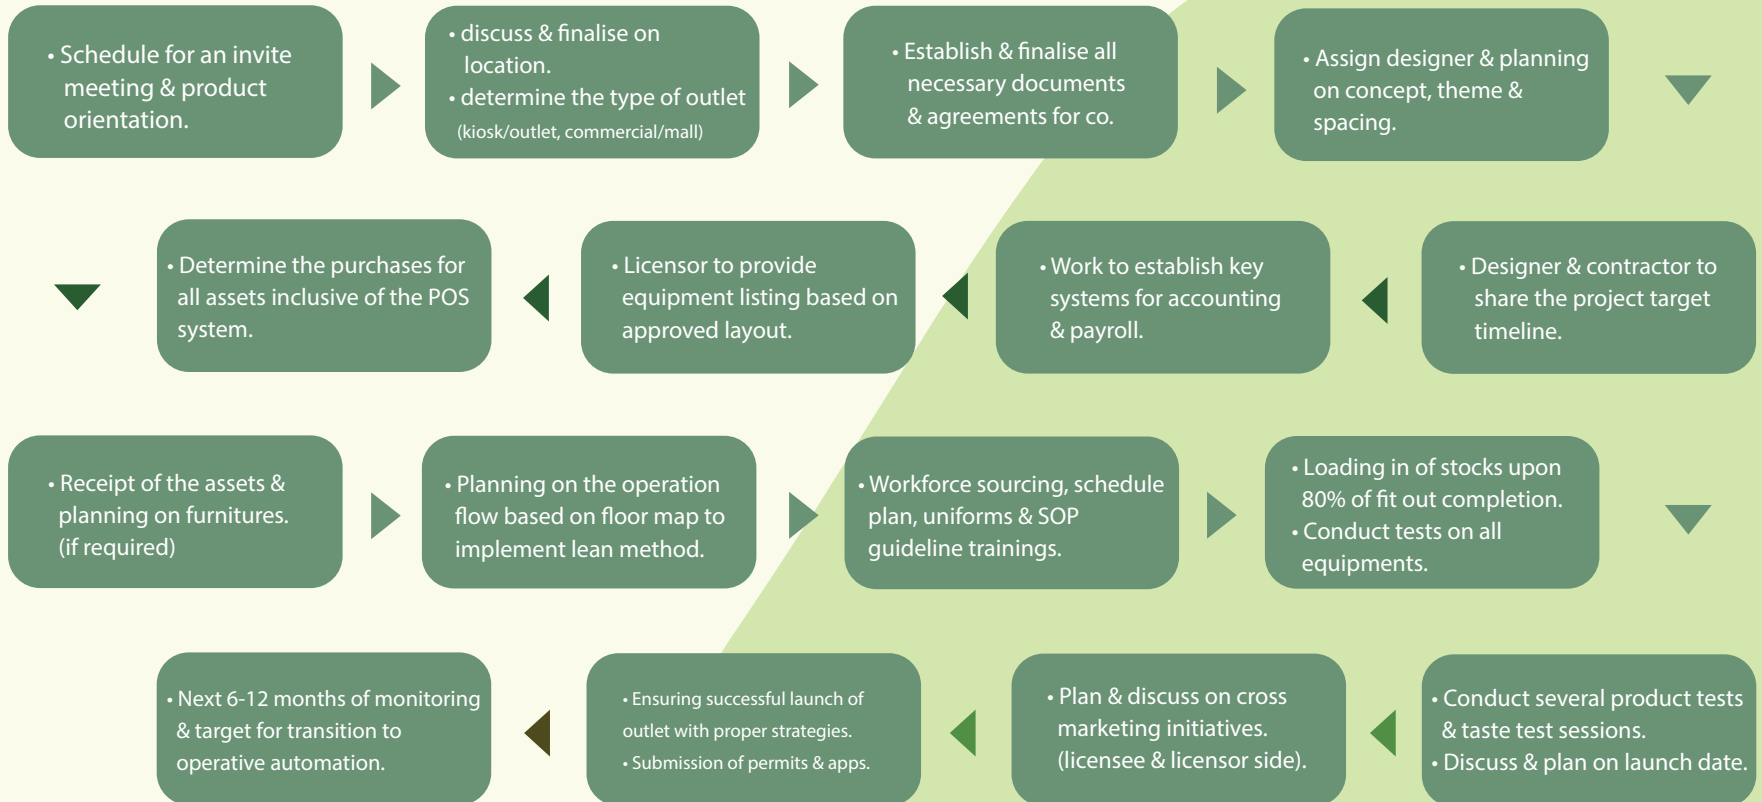 • Schedule for an invite
meeting & product
orientation.
• discuss & finalise on
location.
• determine the type of outlet
(kiosk/outlet, commercial/mall)
• Establish & finalise all
necessary documents
& agreements for co.
• Assign designer & planning
on concept, theme &
spacing.
• Designer & contractor to
share the project target
timeline.
• Work to establish key
systems for accounting
& payroll.
• Licensor to provide
equipment listing based on
approved layout.
• Determine the purchases for
all assets inclusive of the POS
system.
• Receipt of the assets &
planning on furnitures.
(if required)
• Planning on the operation
flow based on floor map to
implement lean method.
• Workforce sourcing, schedule
plan, uniforms & SOP
guideline trainings.
• Loading in of stocks upon
80% of fit out completion.
• Conduct tests on all
equipments.
• Conduct several product tests
& taste test sessions.
• Discuss & plan on launch date.
• Plan & discuss on cross
marketing initiatives.
(licensee & licensor side).
• Ensuring successful launch of
outlet with proper strategies.
• Submission of permits & apps.
• Next 6-12 months of monitoring
& target for transition to
operative automation.